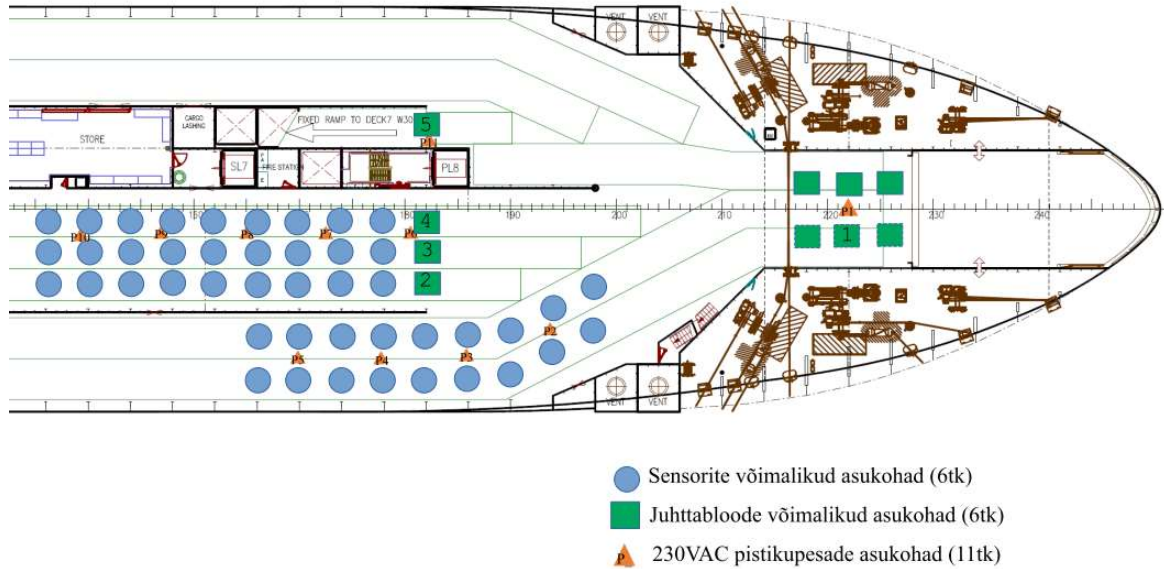 VENT VENT
CARGO
LASHING
FIXED RAMP TO DECK7 W30
5
P11
STORE
SL7
FIRE STATION
PL8
150
180
190
200
210
220
230
240
P1
1
4
3
2
P10
P9
P8
P7
P6
P2
P5
P4
P3
VENT VENT
Sensorite võimalikud asukohad (6tk)
Juhttabloode võimalikud asukohad (6tk)
P 230VAC pistikupesade asukohad (11tk)